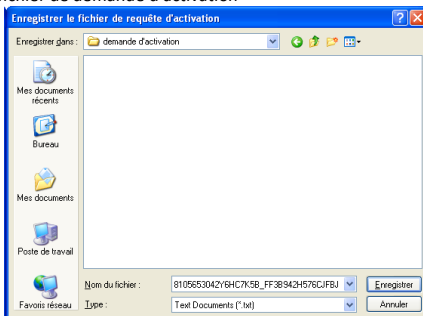 fichier de demande d'activation
Enregistrer le fichier de requête d'activation
Enregistrer dans :
demande d'activation
Mes documents
récents
Bureau
Mes documents
Poste de travail
Favoris réseau
Nom du fichier :
8105653042Y6HC7K5B_FF3B942H576CJFBJ
Enregistrer
Type :
Text Documents (*.txt)
Annuler